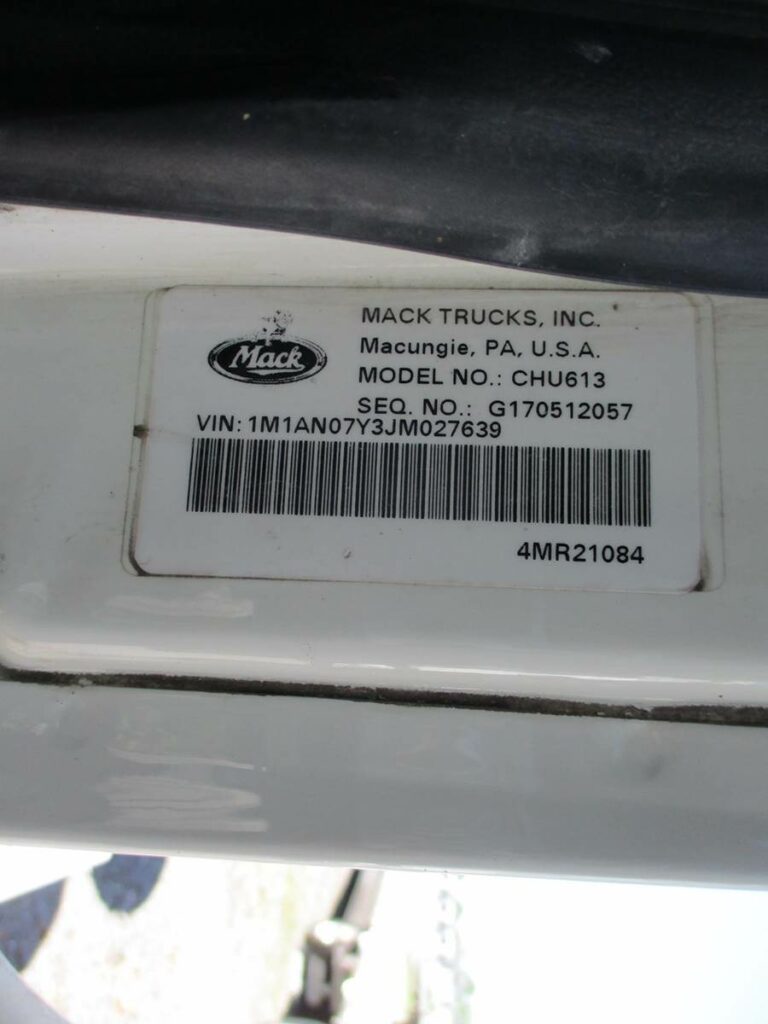 Mack
MACK TRUCKS, INC.
Macungie, PA, U.S.A.
MODEL NO.: CHU613
SEQ. NO.: G170512057
VIN: 1M1AN07Y3JM027639
4MR21084